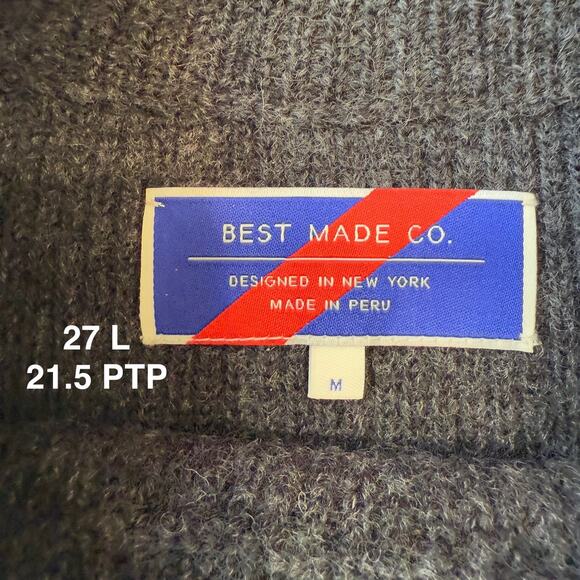 BEST MADE CO.
DESIGNED IN NEW YORK
MADE IN PERU
27 L
21.5 PTP
M